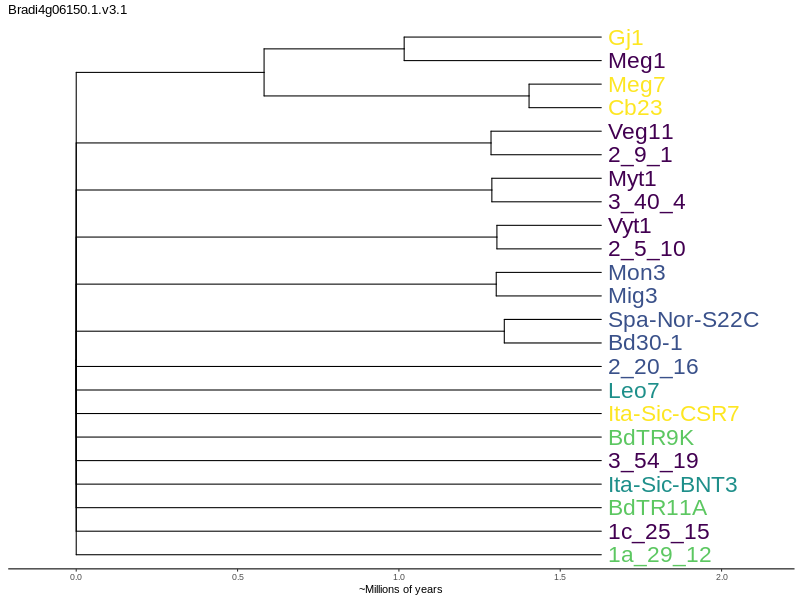 Bradi4g06150.1.v3.1
Gj1
Meg1
Meg7
Cb23
Veg11
2_9_1
Myt1
3_40_4
Vyt1
2_5_10
Mon3
Mig3
Spa-Nor-S22C
Bd30-1
2_20_16
Leo7
Ita-Sic-CSR7
BdTR9K
3_54_19
Ita-Sic-BNT3
BdTR11A
1c_25_15
1a_29_12
0.0 0.5 1.0 1.5 2.0
~Millions of years